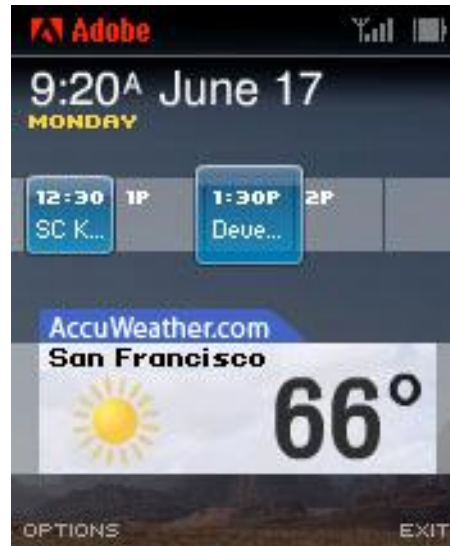 Adobe
9:20A June 17
MONDAY
12:30 1P 1:30P 2P
SC K... Deve...
AccuWeather.com
San Francisco
66°
OPTIONS EXIT